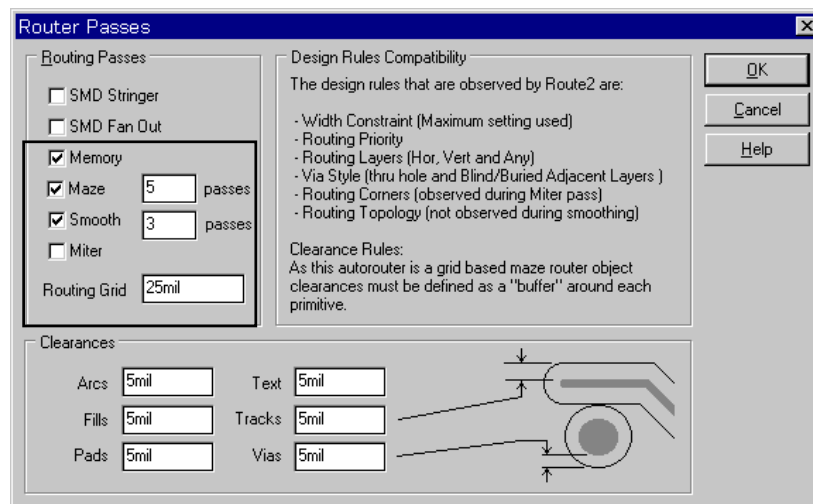 Router Passes
Routing Passes
SMD Stringer
SMD Fan Out
Memory
Maze 5 passes
Smooth 3 passes
Miter
Routing Grid 25mil
Design Rules Compatibility
The design rules that are observed by Route2 are:
- Width Constraint (Maximum setting used)
- Routing Priority
- Routing Layers (Hor, Vert and Any)
- Via Style (thru hole and Blind/Buried Adjacent Layers )
- Routing Corners (observed during Miter pass)
- Routing Topology (not observed during smoothing)
Clearance Rules:
As this autorouter is a grid based maze router object
clearances must be defined as a "buffer" around each
primitive.
OK
Cancel
Help
Clearances
Arcs 5mil Text 5mil
Fills 5mil Tracks 5mil
Pads 5mil Vias 5mil